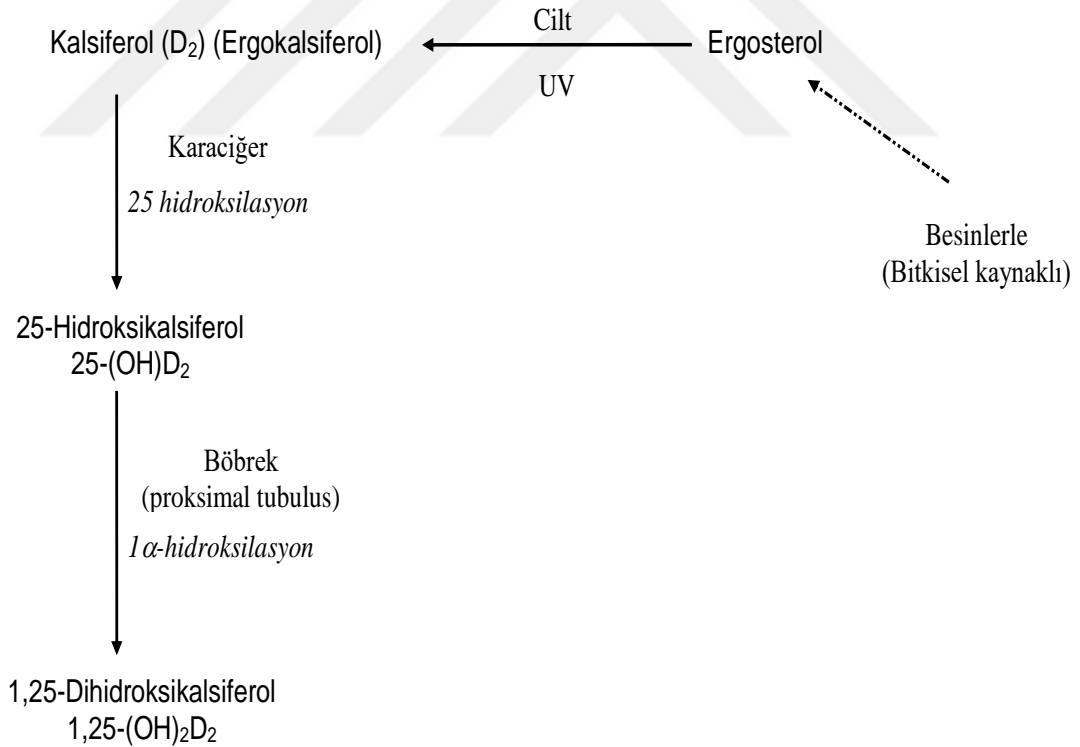 Cilt
Kalsiferol (D₂) (Ergokalsiferol)
Ergosterol
UV
Karaciğer
25 hidroksilasyon
Besinlerle
(Bitkisel kaynaklı)
25-Hidroksikalsiferol
25-(OH)D₂
Böbrek
(proksimal tubulus)
1α-hidroksilasyon
1,25-Dihidroksikalsiferol
1,25-(OH)₂D₂